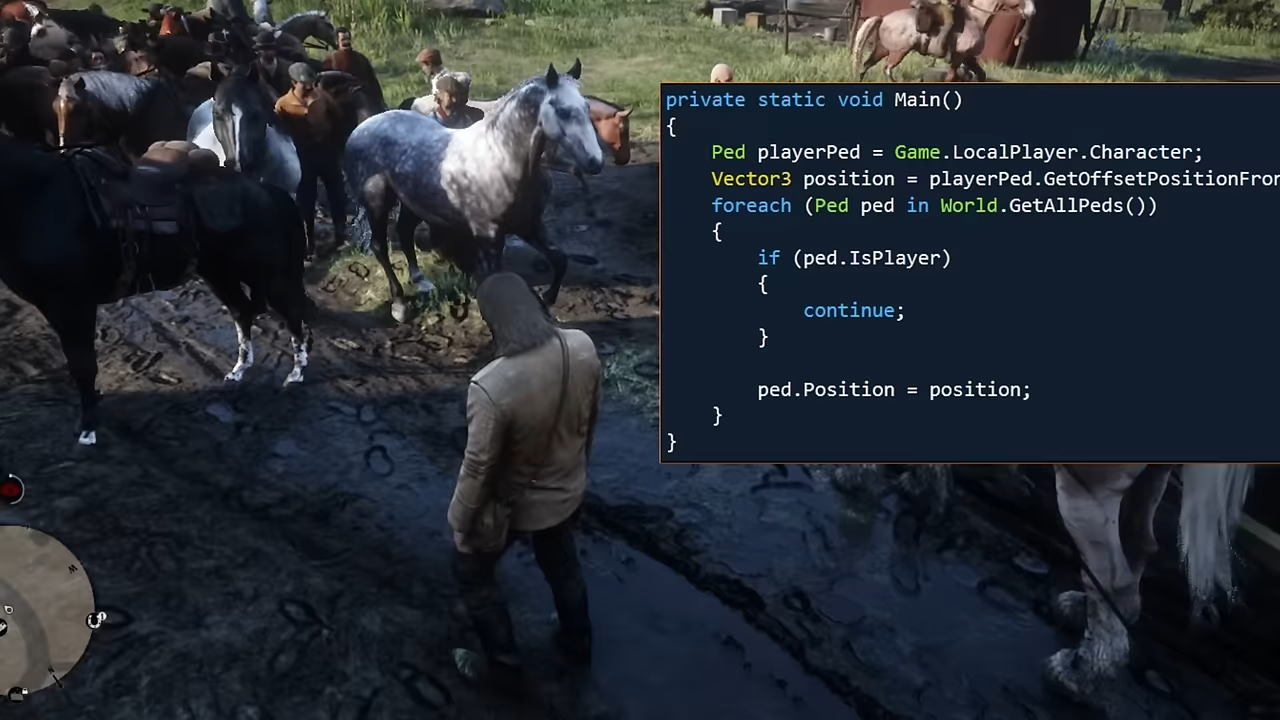 private static void Main()
{
Ped playerPed = Game.LocalPlayer.Character;
Vector3 position = playerPed.GetOffsetPositionFron
foreach (Ped ped in World.GetAllPeds())
{
if (ped.IsPlayer)
{
continue;
}
ped.Position = position;
}
}